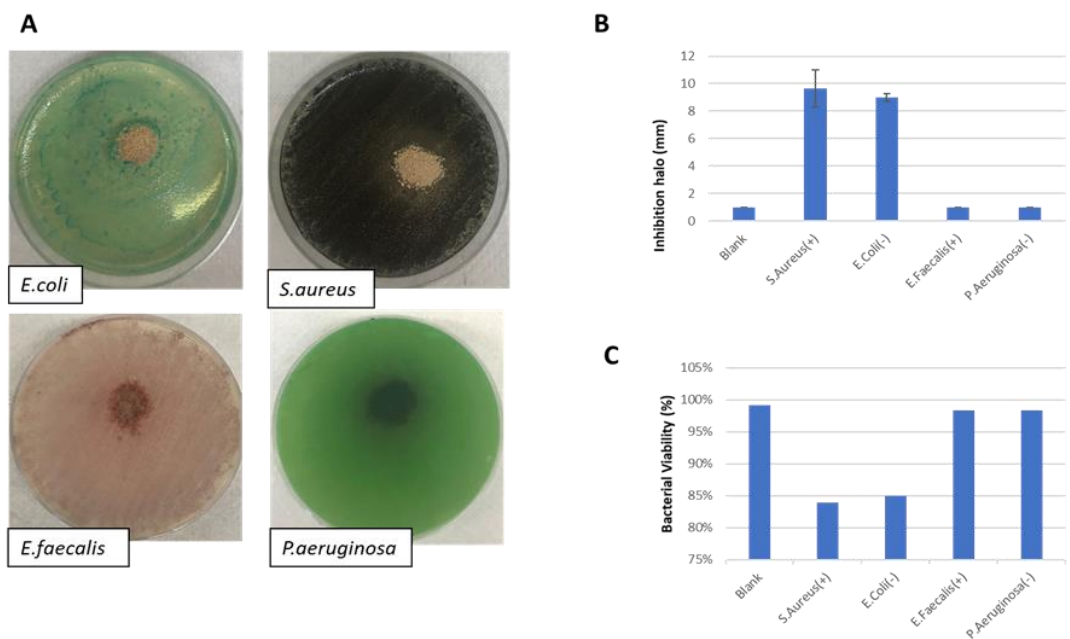 A
E.coli
S.aureus
E.faecalis
P.aeruginosa
B
Inhibition halo (mm)
12
10
8
6
4
2
0
Blank
S.Aureus(+)
E.Coli(-)
E.Faecalis(+)
P.Aeruginosa(-)
C
Bacterial Viability (%)
105%
100%
95%
90%
85%
80%
75%
Blank
S.Aureus(+)
E.Coli(-)
E.Faecalis(+)
P.Aeruginosa(-)